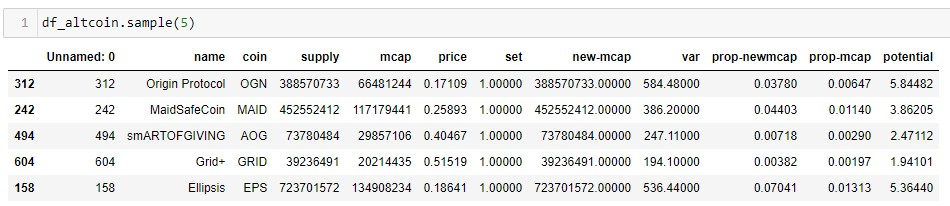 1 df_altcoin.sample(5)
Unnamed: 0 name coin supply mcap price set new-mcap var prop-newmcap prop-mcap potential
312 312 Origin Protocol OGN 388570733 66481244 0.17109 1.00000 388570733.00000 584.48000 0.03780 0.00647 5.84482
242 242 MaidSafeCoin MAID 452552412 117179441 0.25893 1.00000 452552412.00000 386.20000 0.04403 0.01140 3.86205
494 494 smARTOFGIVING AOG 73780484 29857106 0.40467 1.00000 73780484.00000 247.11000 0.00718 0.00290 2.47112
604 604 Grid+ GRID 39236491 20214435 0.51519 1.00000 39236491.00000 194.10000 0.00382 0.00197 1.94101
158 158 Ellipsis EPS 723701572 134908234 0.18641 1.00000 723701572.00000 536.44000 0.07041 0.01313 5.36440